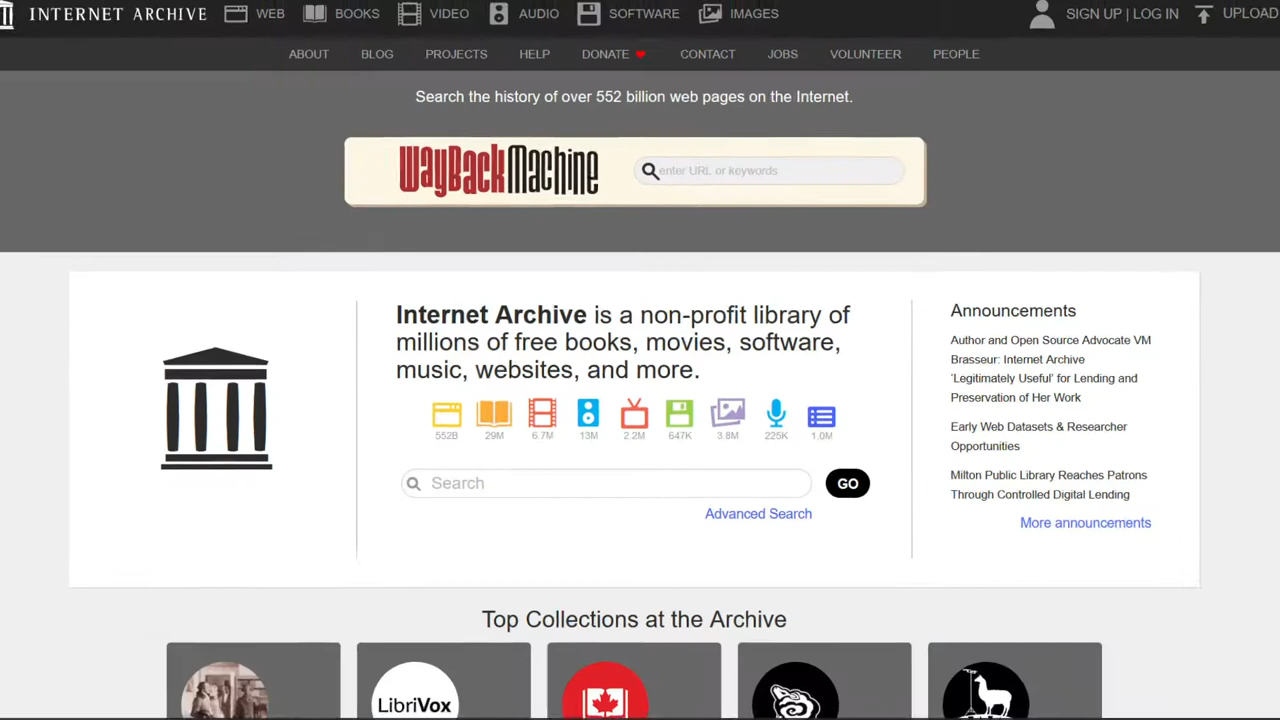 INTERNET ARCHIVE WEB BOOKS VIDEO AUDIO SOFTWARE IMAGES SIGN UP | LOG IN UPLOAD
ABOUT BLOG PROJECTS HELP DONATE CONTACT JOBS VOLUNTEER PEOPLE
Search the history of over 552 billion web pages on the Internet.
WayBackMachine
enter URL or keywords
Internet Archive is a non-profit library of
millions of free books, movies, software,
music, websites, and more.
552B 29M 6.7M 13M 2.2M 647K 3.8M 225K 1.0M
Search
GO
Advanced Search
Announcements
Author and Open Source Advocate VM
Brasseur: Internet Archive
‘Legitimately Useful’ for Lending and
Preservation of Her Work
Early Web Datasets & Researcher
Opportunities
Milton Public Library Reaches Patrons
Through Controlled Digital Lending
More announcements
Top Collections at the Archive
LibriVox